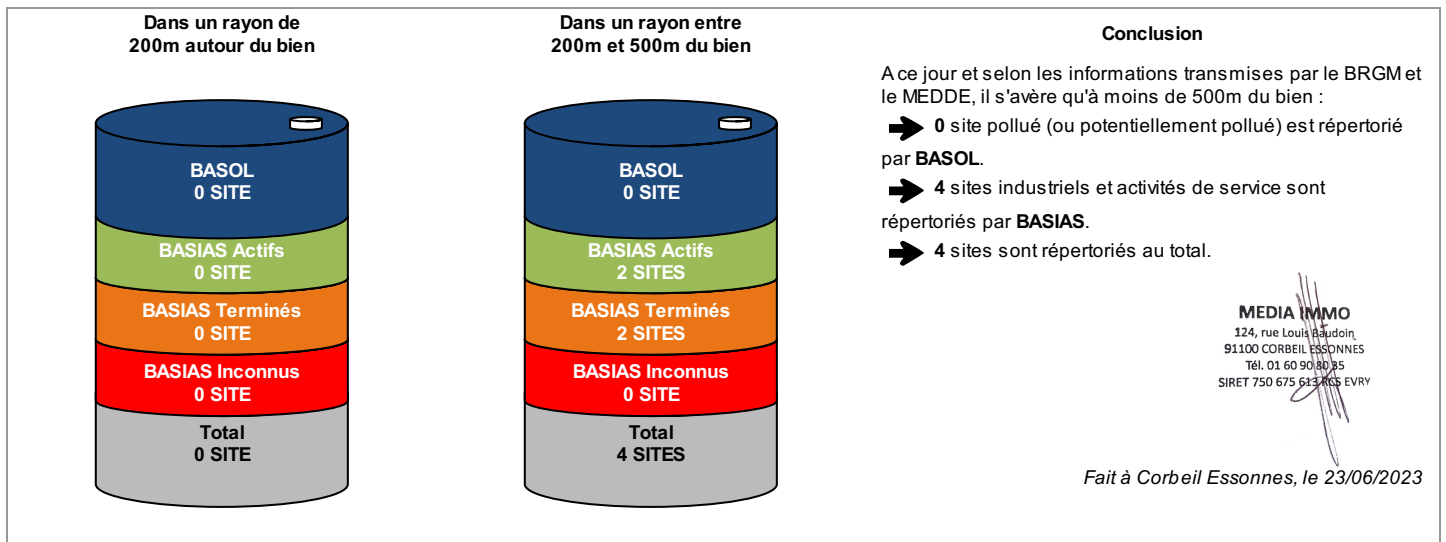 Dans un rayon de
200m autour du bien
BASOL
0 SITE
BASIAS Actifs
0 SITE
BASIAS Terminés
0 SITE
BASIAS Inconnus
0 SITE
Total
0 SITE
Dans un rayon entre
200m et 500m du bien
BASOL
0 SITE
BASIAS Actifs
2 SITES
BASIAS Terminés
2 SITES
BASIAS Inconnus
0 SITE
Total
4 SITES
Conclusion
A ce jour et selon les informations transmises par le BRGM et
le MEDDE, il s'avère qu'à moins de 500m du bien :
0 site pollué (ou potentiellement pollué) est répertorié
par BASOL.
4 sites industriels et activités de service sont
répertoriés par BASIAS.
4 sites sont répertoriés au total.
MEDIA IMMO
124, rue Louis Baudoin
91100 CORBEIL ESSONNES
Tél. 01 60 90 80 85
SIRET 750 675 613 RCS EVRY
Fait à Corbeil Essonnes, le 23/06/2023